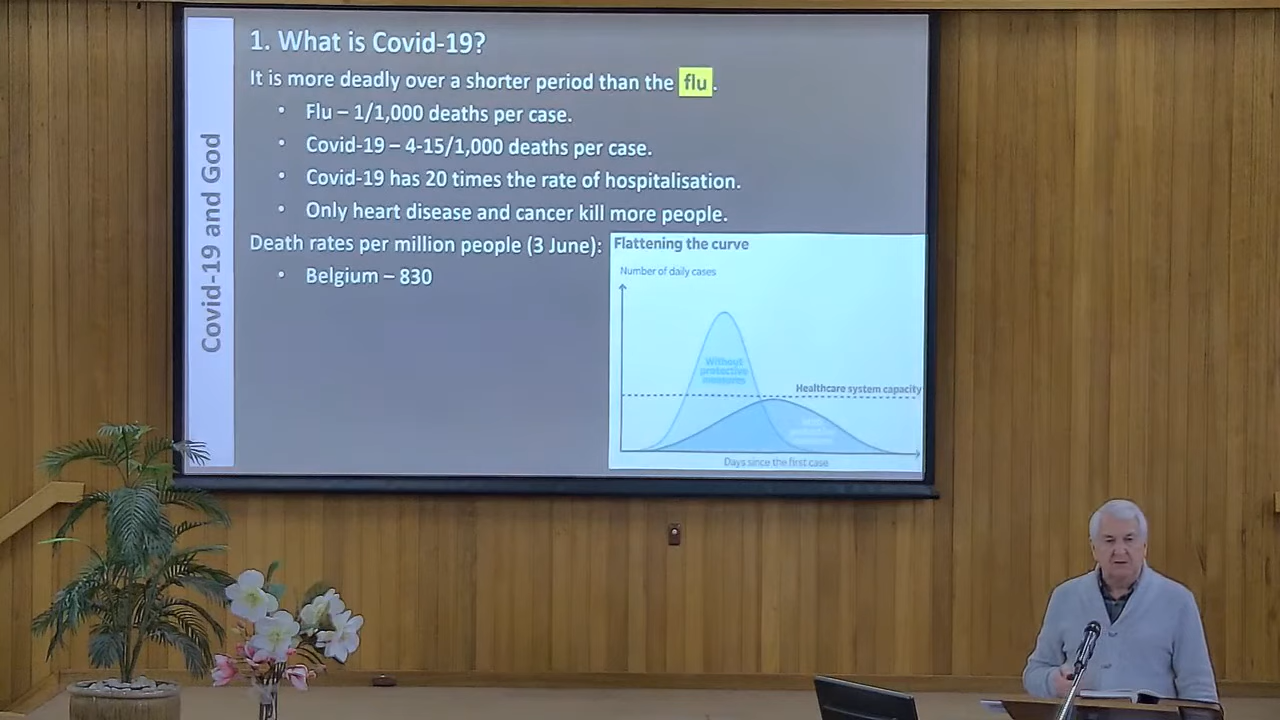 Covid-19 and God
1. What is Covid-19?
It is more deadly over a shorter period than the flu.
• Flu – 1/1,000 deaths per case.
• Covid-19 – 4-15/1,000 deaths per case.
• Covid-19 has 20 times the rate of hospitalisation.
• Only heart disease and cancer kill more people.
Death rates per million people (3 June):
• Belgium – 830
Flattening the curve
Number of daily cases
Without
protective
measures
Healthcare system capacity
Days since the first case